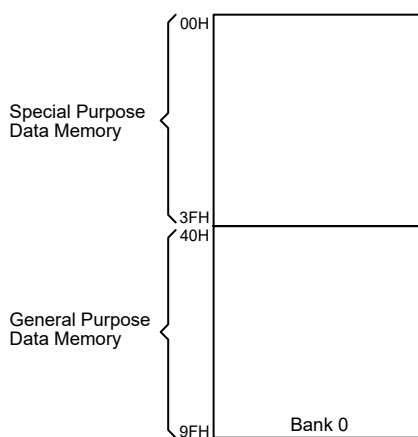 00H
Special Purpose
Data Memory
3FH
40H
General Purpose
Data Memory
9FH
Bank 0